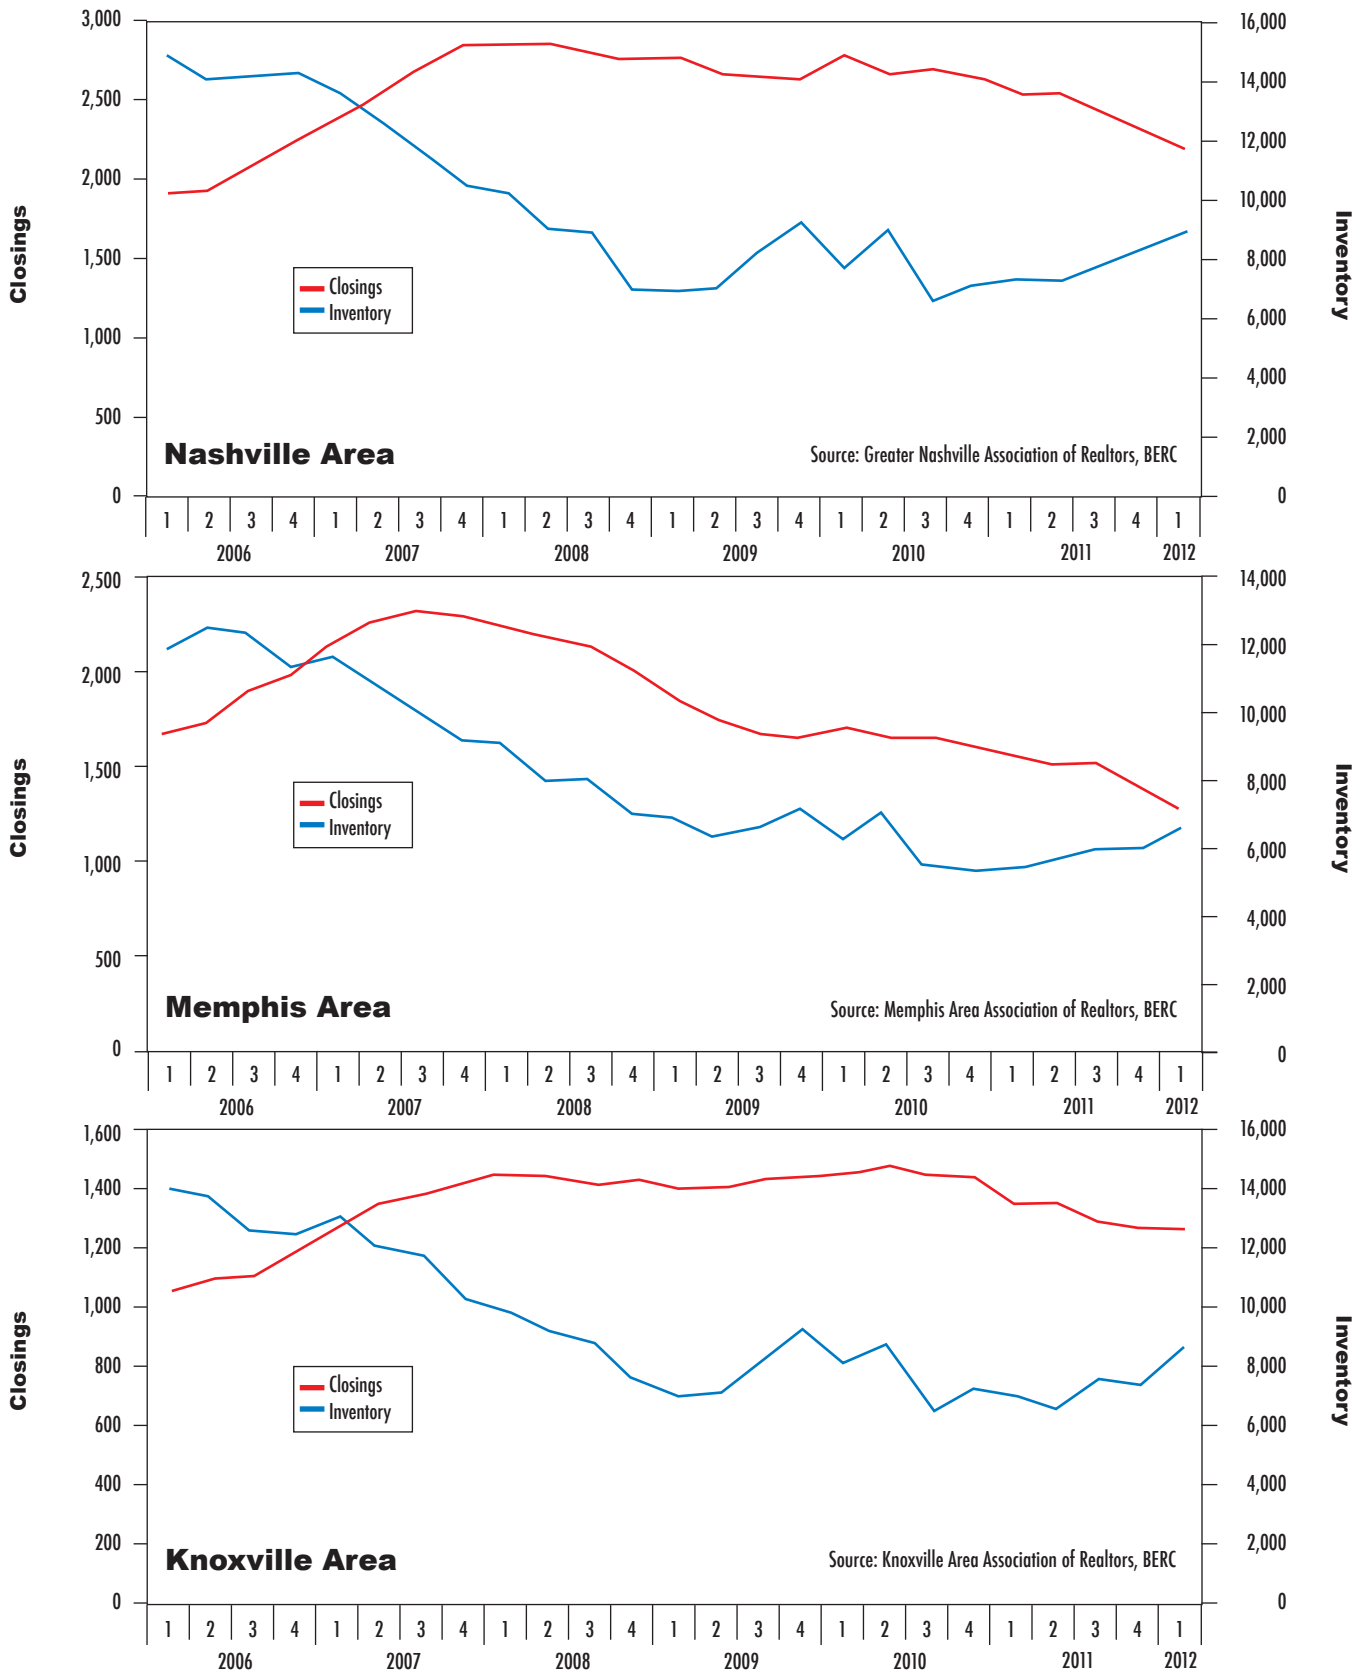 3,000
2,500
2,000
1,500
1,000
500
0
Closings
16,000
14,000
12,000
10,000
8,000
6,000
4,000
2,000
0
Inventory
Closings
Inventory
Nashville Area
Source: Greater Nashville Association of Realtors, BERC
1 2 3 4 1 2 3 4 1 2 3 4 1 2 3 4 1 2 3 4 1 2 3 4 1
2006 2007 2008 2009 2010 2011 2012
2,500
2,000
1,500
1,000
500
0
Closings
14,000
12,000
10,000
8,000
6,000
4,000
2,000
0
Inventory
Closings
Inventory
Memphis Area
Source: Memphis Area Association of Realtors, BERC
1 2 3 4 1 2 3 4 1 2 3 4 1 2 3 4 1 2 3 4 1 2 3 4 1
2006 2007 2008 2009 2010 2011 2012
1,600
1,400
1,200
1,000
800
600
400
200
0
Closings
16,000
14,000
12,000
10,000
8,000
6,000
4,000
2,000
0
Inventory
Closings
Inventory
Knoxville Area
Source: Knoxville Area Association of Realtors, BERC
1 2 3 4 1 2 3 4 1 2 3 4 1 2 3 4 1 2 3 4 1 2 3 4 1
2006 2007 2008 2009 2010 2011 2012